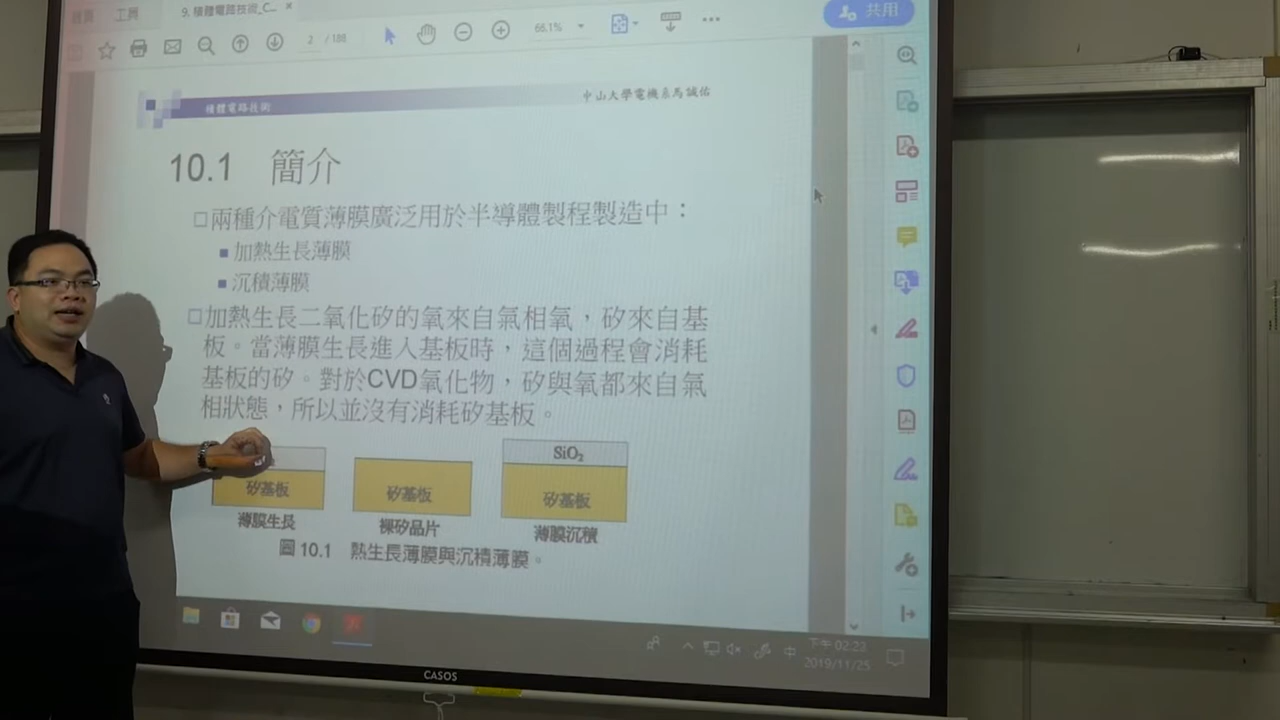 工具
9. 積體電路技術_C... ×
2 / 188
66.1%
共用
積體電路技術
中山大學電機系馬誠佑
10.1 簡介
兩種介電質薄膜廣泛用於半導體製程製造中：
加熱生長薄膜
沉積薄膜
加熱生長二氧化矽的氧來自氣相氧，矽來自基
板。當薄膜生長進入基板時，這個過程會消耗
基板的矽。對於CVD氧化物，矽與氧都來自氣
相狀態，所以並沒有消耗矽基板。
矽基板
薄膜生長
矽基板
裸矽晶片
SiO₂
矽基板
薄膜沉積
圖 10.1 熱生長薄膜與沉積薄膜。
中
下午 02:23
2019/11/25
CASOS